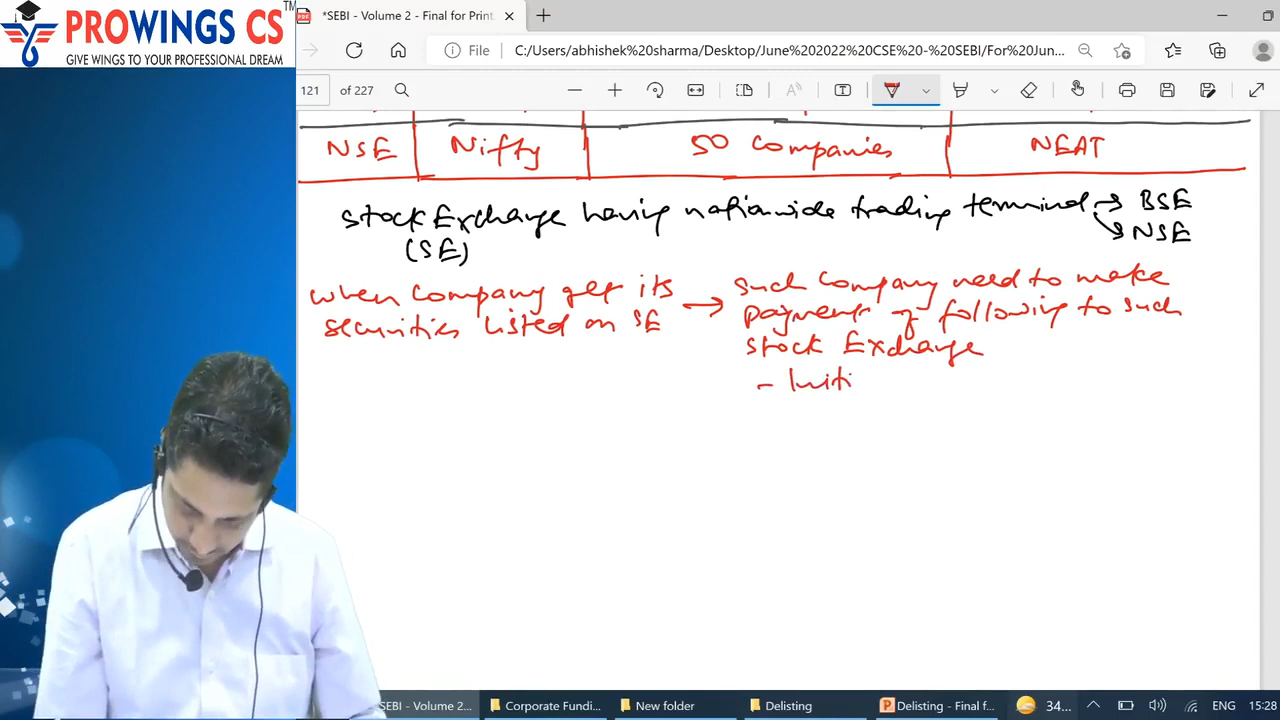 PROWINGS CS TM
GIVE WINGS TO YOUR PROFESSIONAL DREAM
*SEBI - Volume 2 - Final for Print.
File C:/Users/abhishek%20sharma/Desktop/June%202022%20CSE%20-%20SEBI/For%20Jun...
121 of 227
NSE Nifty 50 Companies NEAT
Stock Exchange having nationwide trading terminal → BSE
(SE) → NSE
when Company get its → such Company need to make
securities listed on SE payment of following to such
stock Exchange
- Initi
SEBI - Volume 2... Corporate Fundi... New folder Delisting Delisting - Final f... 34... ENG 15:28